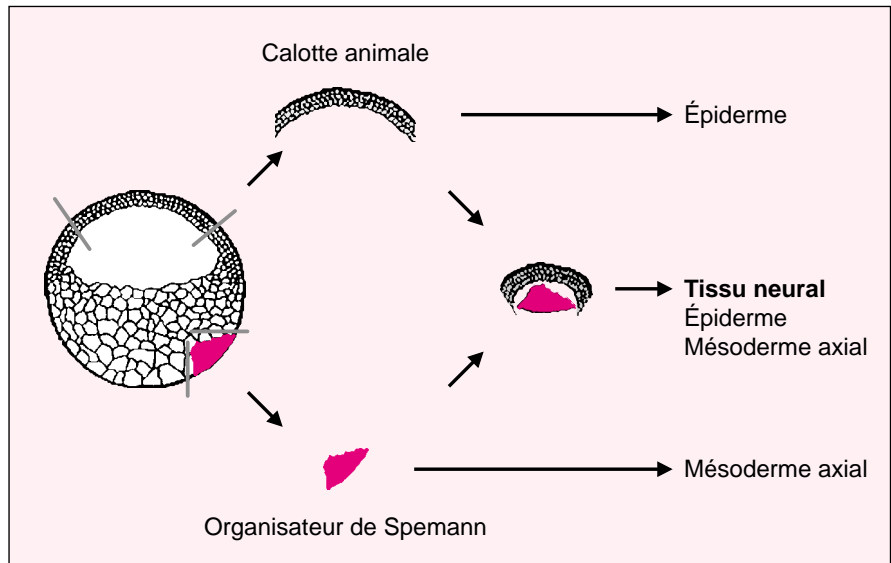 Calotte animale
Épiderme
Tissu neural
Épiderme
Mésoderme axial
Mésoderme axial
Organisateur de Spemann